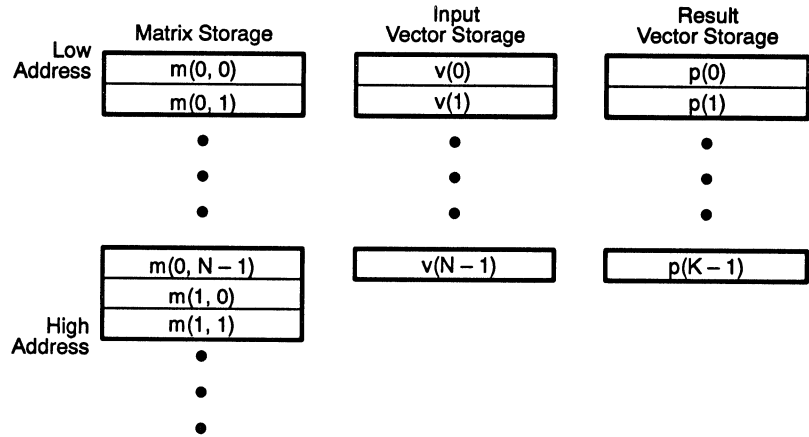 Low
Address
Matrix Storage
m(0, 0)
m(0, 1)
m(0, N – 1)
m(1, 0)
m(1, 1)
High
Address
Input
Vector Storage
v(0)
v(1)
v(N – 1)
Result
Vector Storage
p(0)
p(1)
p(K – 1)